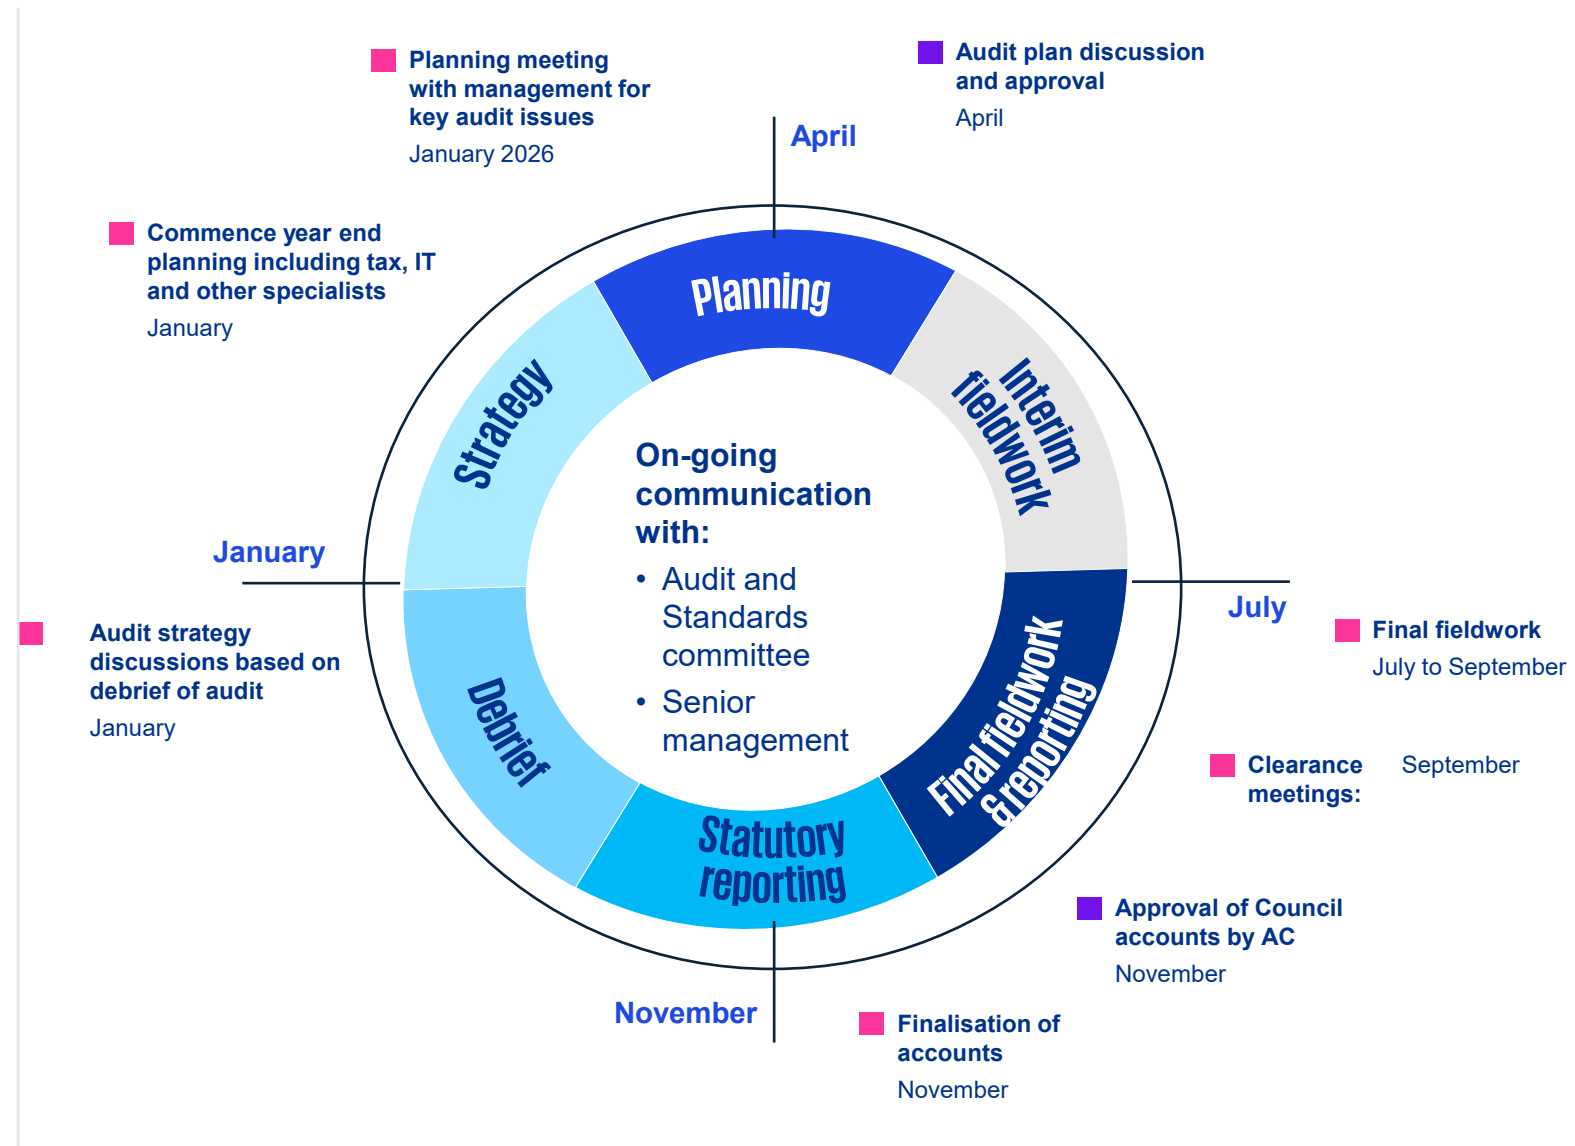 Planning meeting
with management for
key audit issues
January 2026
Audit plan discussion
and approval
April
April
Commence year end
planning including tax, IT
and other specialists
January
Planning
Interim
fieldwork
Strategy
On-going
communication
with:
• Audit and
Standards
committee
• Senior
management
January
July
Audit strategy
discussions based on
debrief of audit
January
Final fieldwork
July to September
Debrief
Final fieldwork
& reporting
Clearance
meetings:
September
Statutory
reporting
Approval of Council
accounts by AC
November
November
Finalisation of
accounts
November